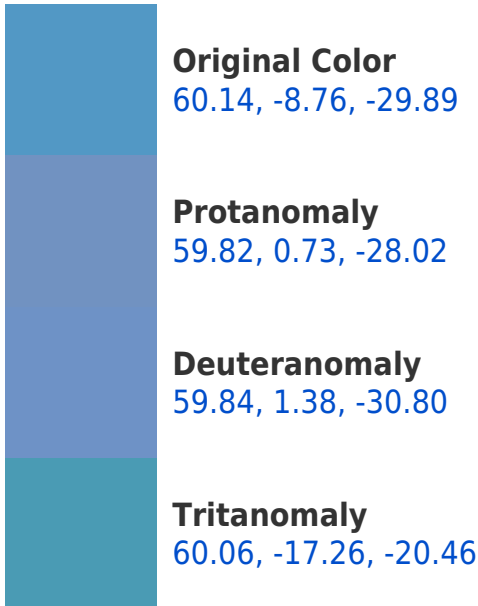 Original Color
60.14, -8.76, -29.89
Protanomaly
59.82, 0.73, -28.02
Deuteranomaly
59.84, 1.38, -30.80
Tritanomaly
60.06, -17.26, -20.46